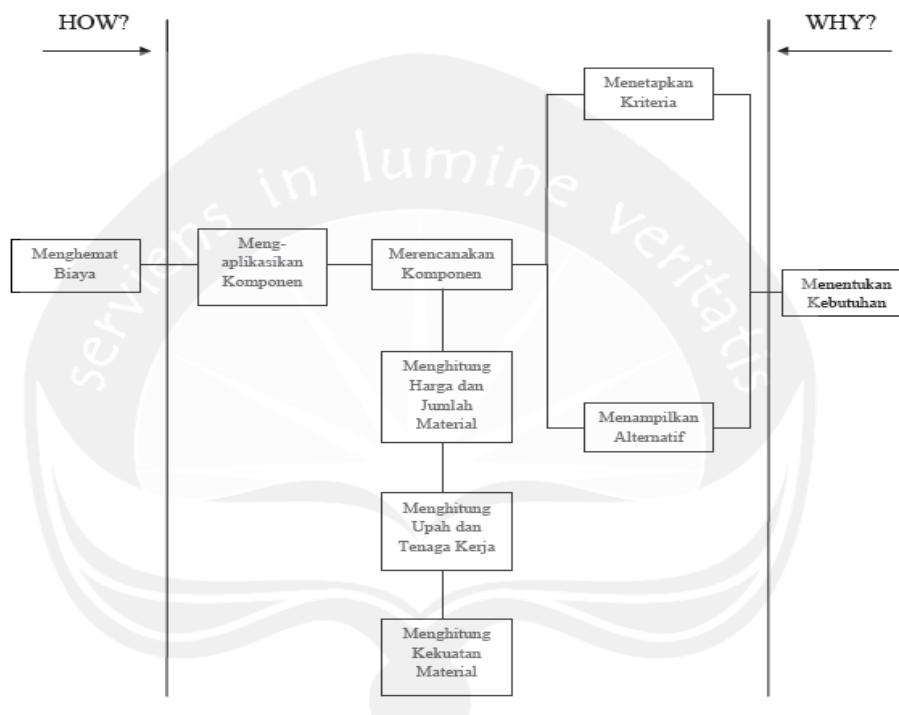 HOW?
WHY?
serviens in lumine veritatis
Menetapkan
Kriteria
Menghemat
Biaya
Meng-
aplikasikan
Komponen
Merencanakan
Komponen
Menentukan
Kebutuhan
Menghitung
Harga dan
Jumlah
Material
Menampilkan
Alternatif
Menghitung
Upah dan
Tenaga Kerja
Menghitung
Kekuatan
Material